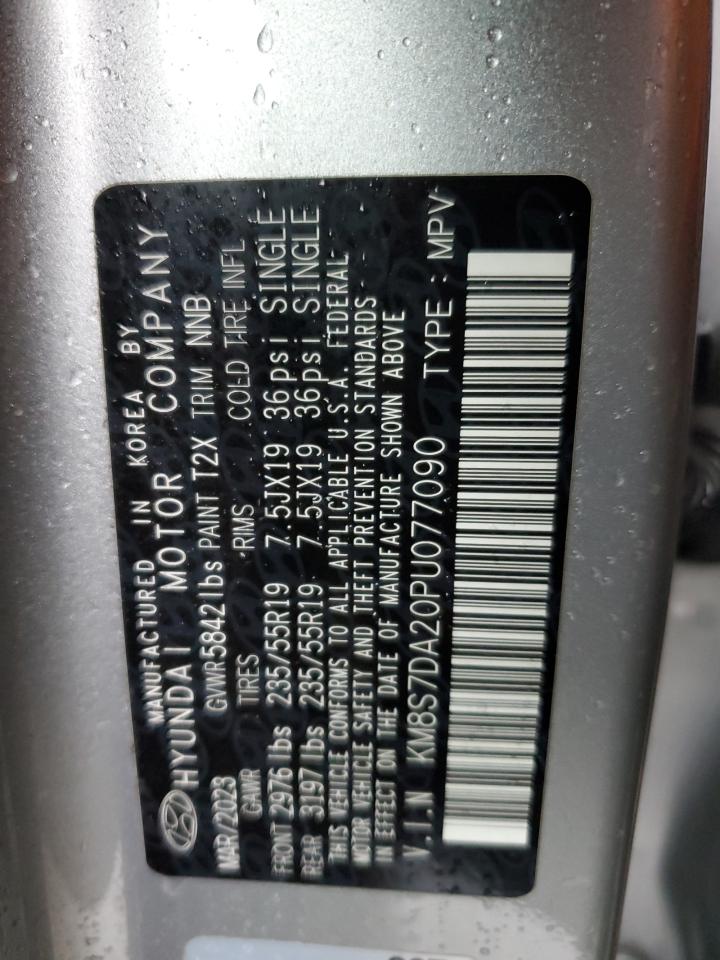 MANUFACTURED IN KOREA BY
HYUNDAI MOTOR COMPANY
MAR/2023 GVWR 5842 lbs PAINT T2X TRIM NNB
GAWR TIRES RIMS COLD TIRE INFL
FRONT 2976 lbs 235/55R19 7.5JX19 36psi SINGLE
REAR 3197 lbs 235/55R19 7.5JX19 36psi SINGLE
THIS VEHICLE CONFORMS TO ALL APPLICABLE U.S.A. FEDERAL
MOTOR VEHICLE SAFETY AND THEFT PREVENTION STANDARDS
IN EFFECT ON THE DATE OF MANUFACTURE SHOWN ABOVE
V.I.N KM8S7DA20PU077090 TYPE : MPV